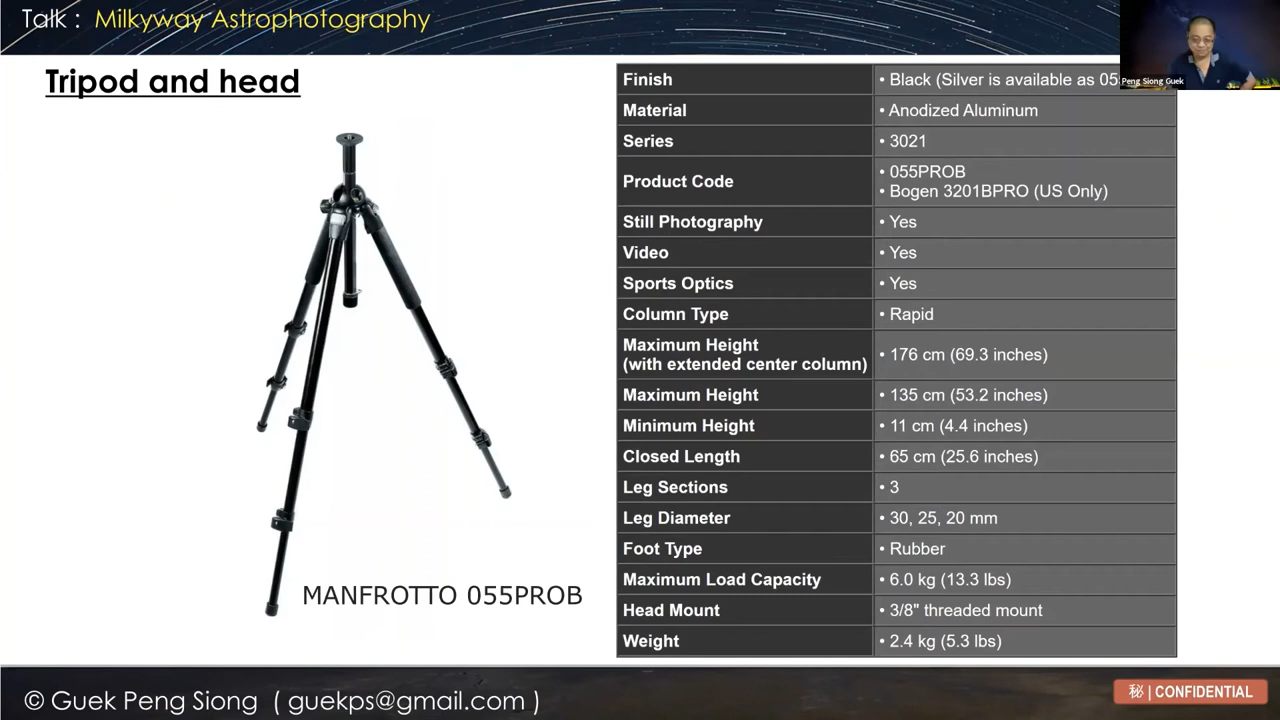 Talk : Milkyway Astrophotography
Peng Siong Guek
Tripod and head
MANFROTTO 055PROB
Finish • Black (Silver is available as
Material • Anodized Aluminum
Series • 3021
Product Code • 055PROB
• Bogen 3201BPRO (US Only)
Still Photography • Yes
Video • Yes
Sports Optics • Yes
Column Type • Rapid
Maximum Height
(with extended center column) • 176 cm (69.3 inches)
Maximum Height • 135 cm (53.2 inches)
Minimum Height • 11 cm (4.4 inches)
Closed Length • 65 cm (25.6 inches)
Leg Sections • 3
Leg Diameter • 30, 25, 20 mm
Foot Type • Rubber
Maximum Load Capacity • 6.0 kg (13.3 lbs)
Head Mount • 3/8" threaded mount
Weight • 2.4 kg (5.3 lbs)
© Guek Peng Siong ( guekps@gmail.com )
秘 | CONFIDENTIAL